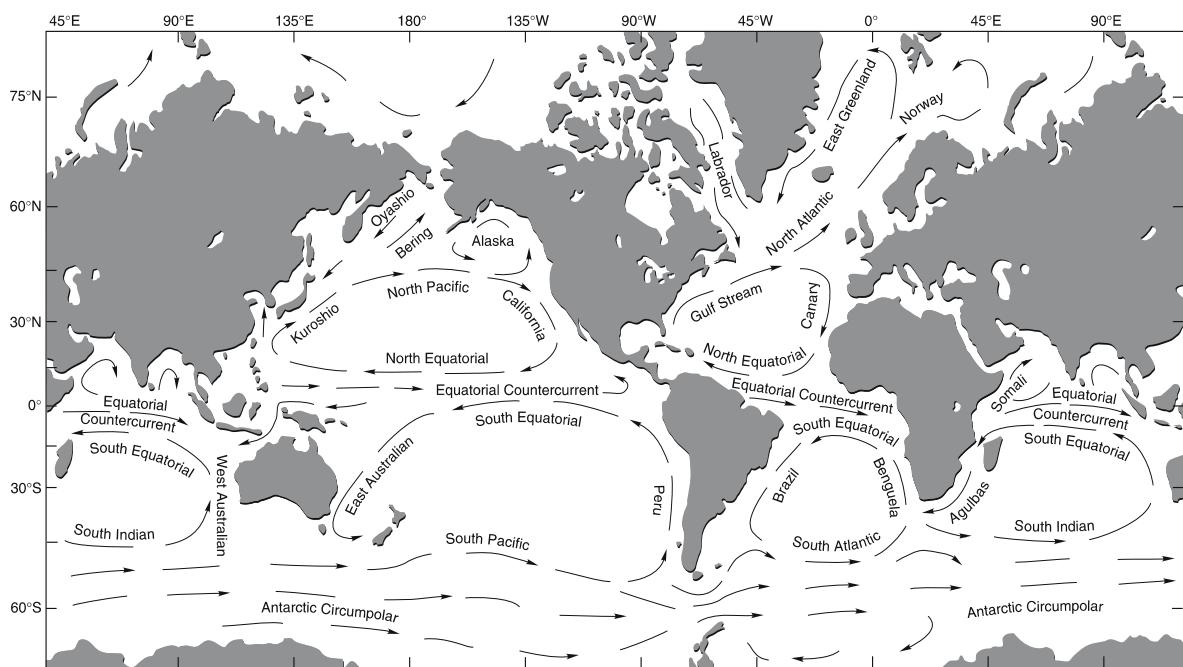 45°E 90°E 135°E 180° 135°W 90°W 45°W 0° 45°E 90°E
75°N
60°N
30°N
0°
30°S
60°S
East Greenland
Norway
Labrador
Oyashio
Bering
Alaska
North Atlantic
North Pacific
Kuroshio
California
Gulf Stream
Canary
North Equatorial
North Equatorial
Equatorial Countercurrent
Equatorial Countercurrent
Somali
Equatorial
Countercurrent
Equatorial
Countercurrent
South Equatorial
South Equatorial
South Equatorial
South Equatorial
West Australian
East Australian
Peru
Brazil
Benguela
Agulbas
South Indian
South Pacific
South Atlantic
South Indian
Antarctic Circumpolar
Antarctic Circumpolar